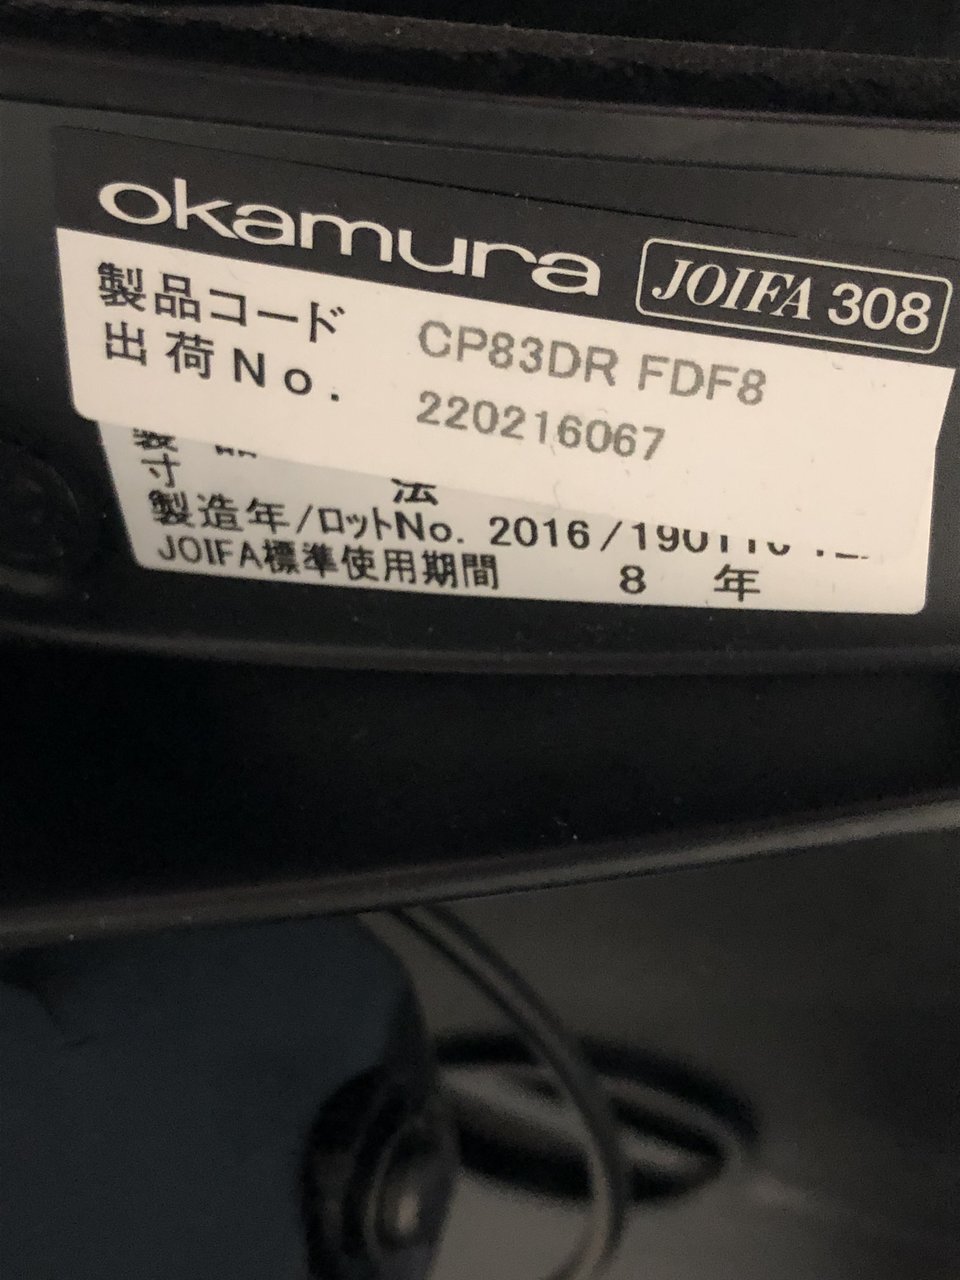 okamura JOIFA 308
製品コード CP83DR FDF8
出荷No. 220216067
寸 法
製造年/ロットNo. 2016/190110
JOIFA標準使用期間 8 年